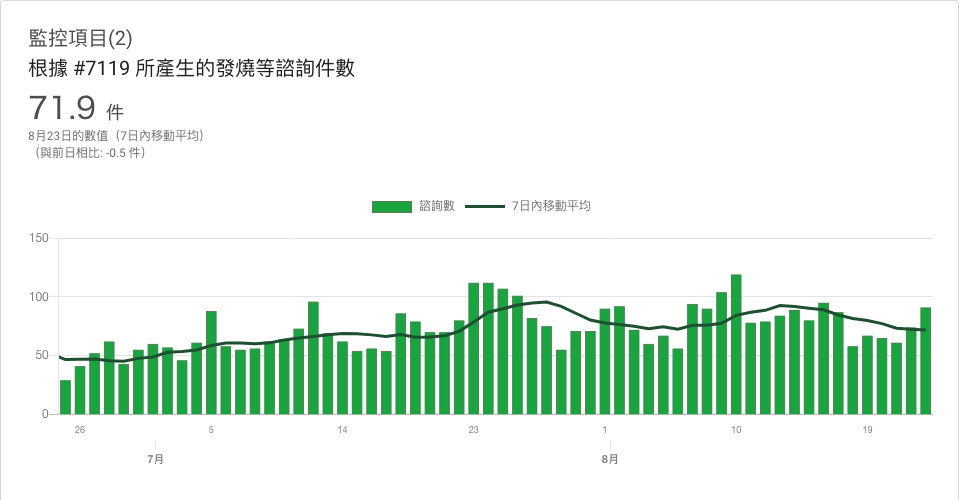 監控項目(2)
根據 #7119 所產生的發燒等諮詢件數
71.9 件
8月23日的數值（7日內移動平均）
（與前日相比: -0.5 件）
諮詢數 7日內移動平均
150
100
50
0
26 5 14 23 1 10 19
7月 8月